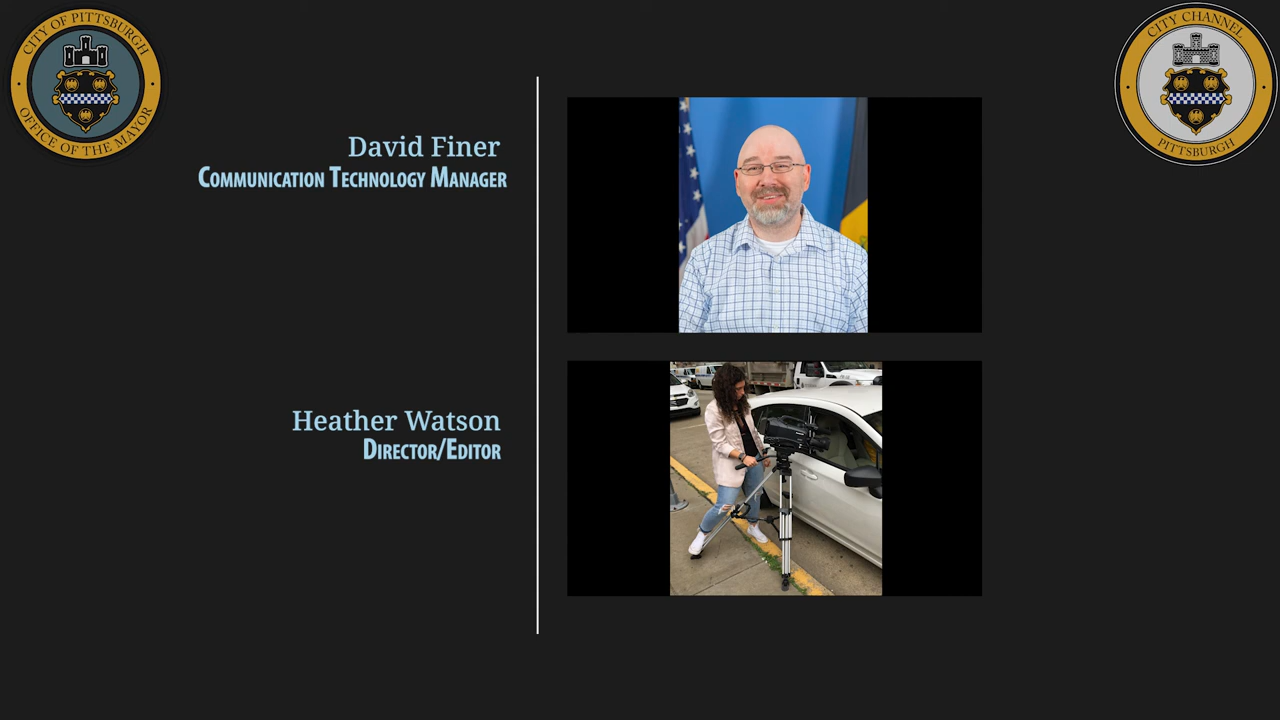 CITY OF PITTSBURGH
OFFICE OF THE MAYOR
CITY CHANNEL
PITTSBURGH
David Finer
Communication Technology Manager
Heather Watson
Director/Editor